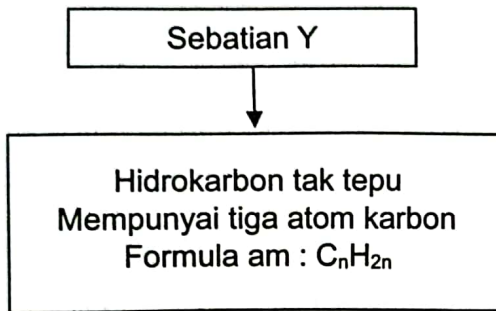 Sebatian Y
Hidrokarbon tak tepu
Mempunyai tiga atom karbon
Formula am : CₙH₂ₙ